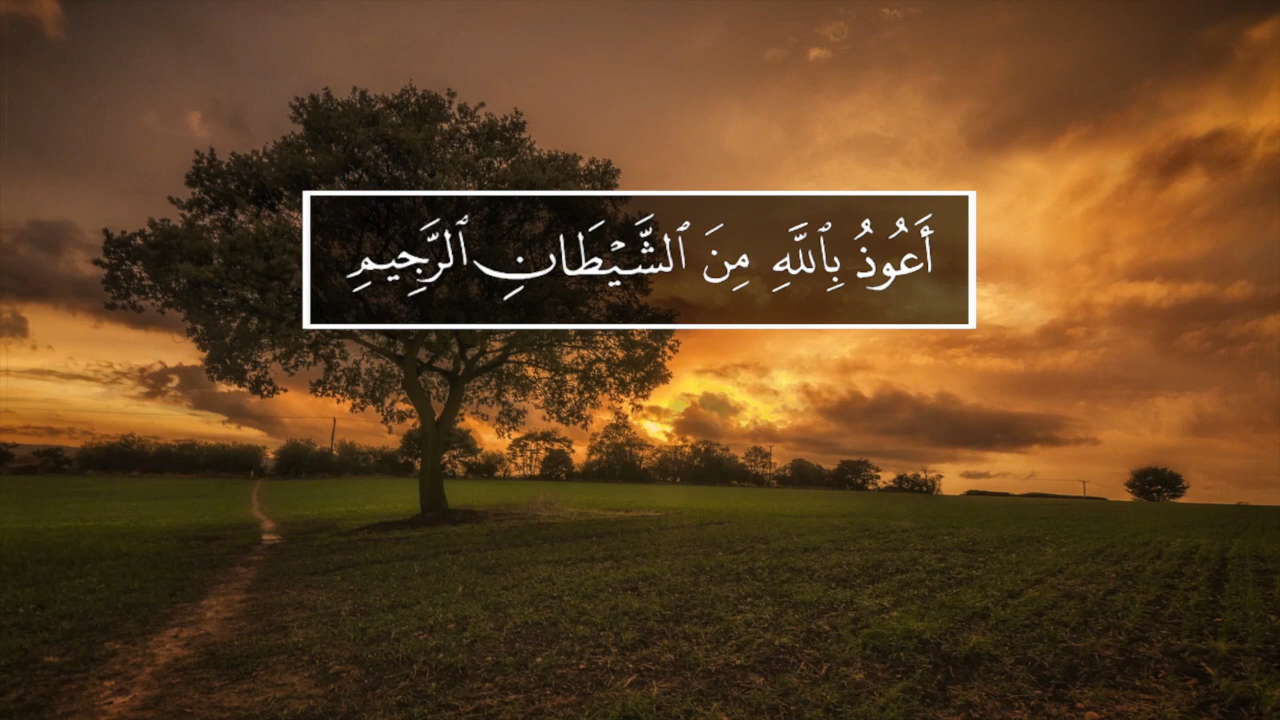 أَعُوذُ بِٱللَّهِ مِنَ ٱلشَّيْطَانِ ٱلرَّجِيمِ